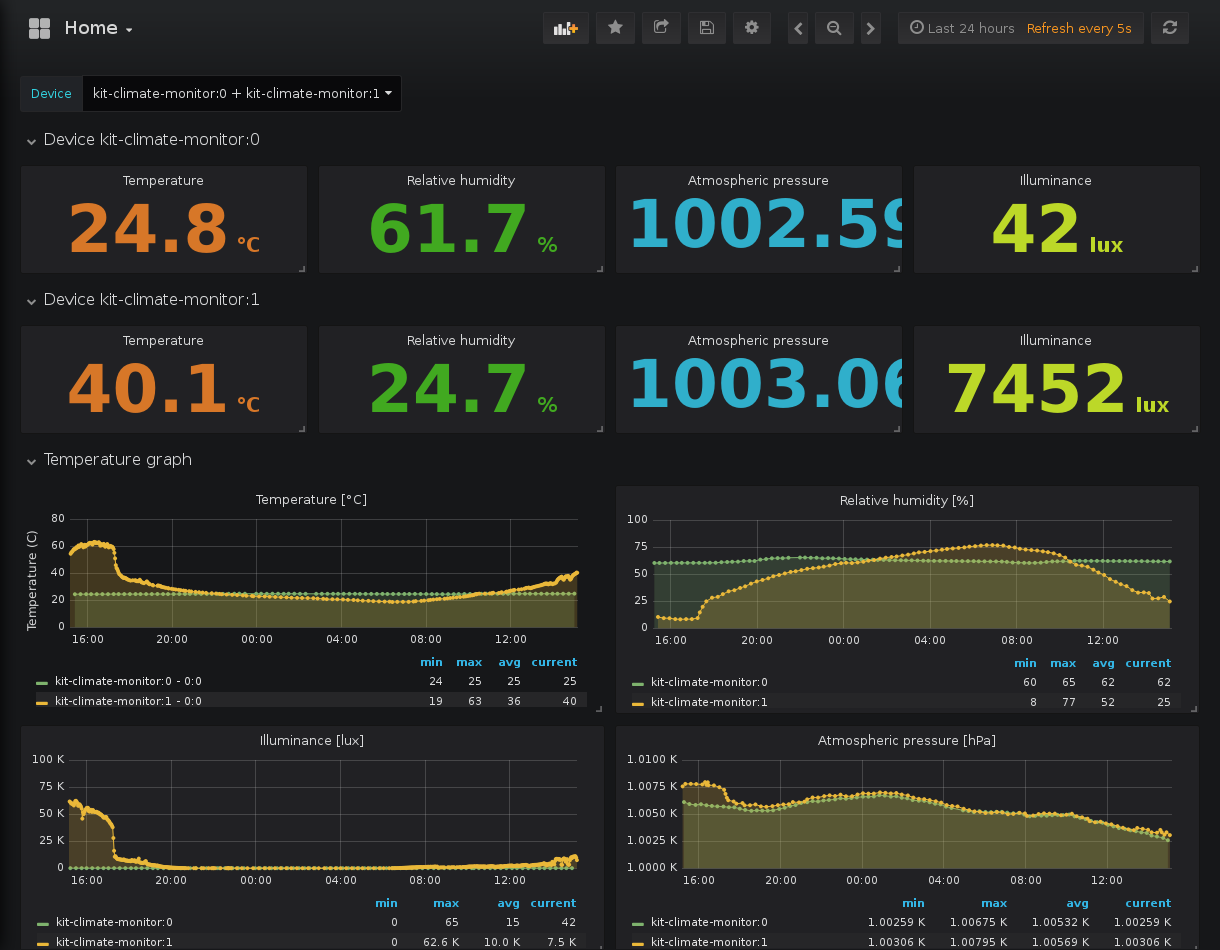 Home
Last 24 hours Refresh every 5s
Device kit-climate-monitor:0 + kit-climate-monitor:1
Device kit-climate-monitor:0
Temperature Relative humidity Atmospheric pressure Illuminance
24.8 °C 61.7 % 1002.59 42 lux
Device kit-climate-monitor:1
Temperature Relative humidity Atmospheric pressure Illuminance
40.1 °C 24.7 % 1003.06 7452 lux
Temperature graph
Temperature [°C]
Temperature (C)
80
60
40
20
0
16:00 20:00 00:00 04:00 08:00 12:00
min max avg current
kit-climate-monitor:0 - 0:0 24 25 25 25
kit-climate-monitor:1 - 0:0 19 63 36 40
Relative humidity [%]
100
75
50
25
0
16:00 20:00 00:00 04:00 08:00 12:00
min max avg current
kit-climate-monitor:0 60 65 62 62
kit-climate-monitor:1 8 77 52 25
Illuminance [lux]
100 K
75 K
50 K
25 K
0
16:00 20:00 00:00 04:00 08:00 12:00
min max avg current
kit-climate-monitor:0 0 65 15 42
kit-climate-monitor:1 0 62.6 K 10.0 K 7.5 K
Atmospheric pressure [hPa]
1.0100 K
1.0075 K
1.0050 K
1.0025 K
1.0000 K
16:00 20:00 00:00 04:00 08:00 12:00
min max avg current
kit-climate-monitor:0 1.00259 K 1.00675 K 1.00532 K 1.00259 K
kit-climate-monitor:1 1.00306 K 1.00795 K 1.00569 K 1.00306 K